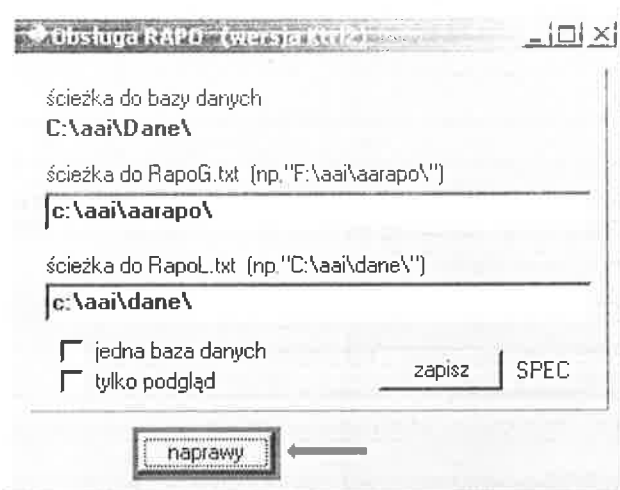 Obsługa RAPO (wersja
ścieżka do bazy danych
C:\aai\Dane\
ścieżka do RapoG.txt (np."F:\aai\aarapo\")
c:\aai\aarapo\
ścieżka do RapoL.txt (np."C:\aai\dane\")
c:\aai\dane\
jedna baza danych
tylko podgląd
zapisz SPEC
naprawy